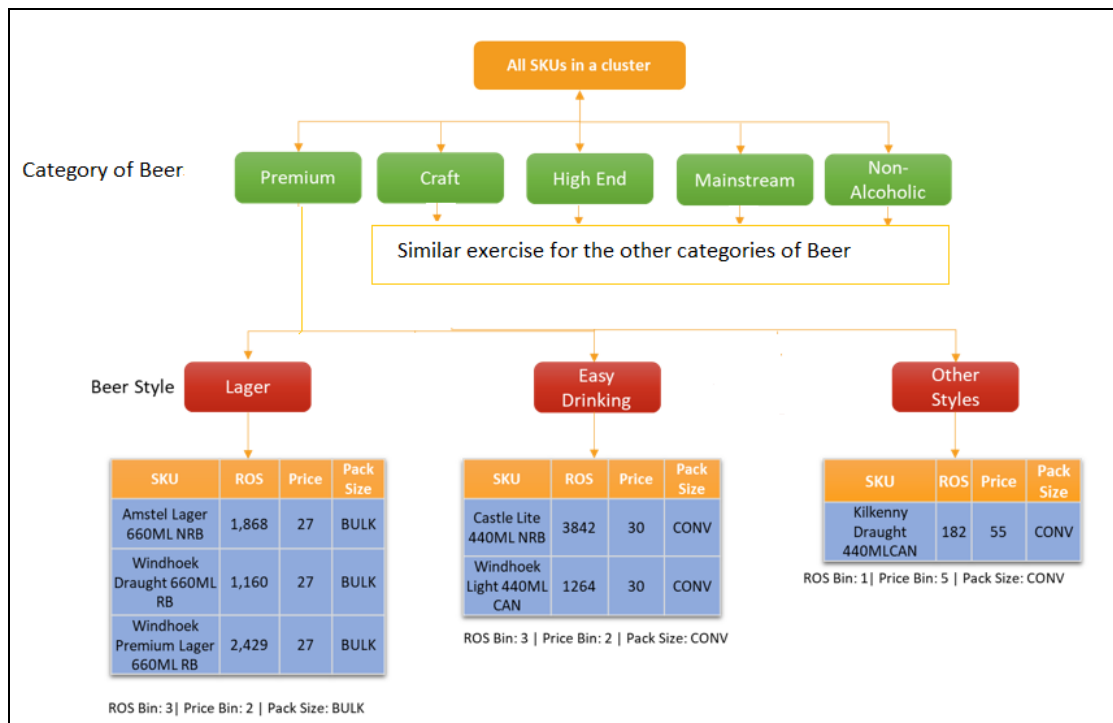 All SKUs in a cluster
Category of Beer
Premium
Craft
High End
Mainstream
Non-
Alcoholic
Similar exercise for the other categories of Beer
Beer Style
Lager
Easy
Drinking
Other
Styles
SKU ROS Price Pack
Size
Amstel Lager
660ML NRB 1,868 27 BULK
Windhoek
Draught 660ML
RB 1,160 27 BULK
Windhoek
Premium Lager
660ML RB 2,429 27 BULK
ROS Bin: 3| Price Bin: 2 | Pack Size: BULK
SKU ROS Price Pack
Size
Castle Lite
440ML NRB 3842 30 CONV
Windhoek
Light 440ML
CAN 1264 30 CONV
ROS Bin: 3 | Price Bin: 2 | Pack Size: CONV
SKU ROS Price Pack
Size
Kilkenny
Draught
440MLCAN 182 55 CONV
ROS Bin: 1| Price Bin: 5 | Pack Size: CONV